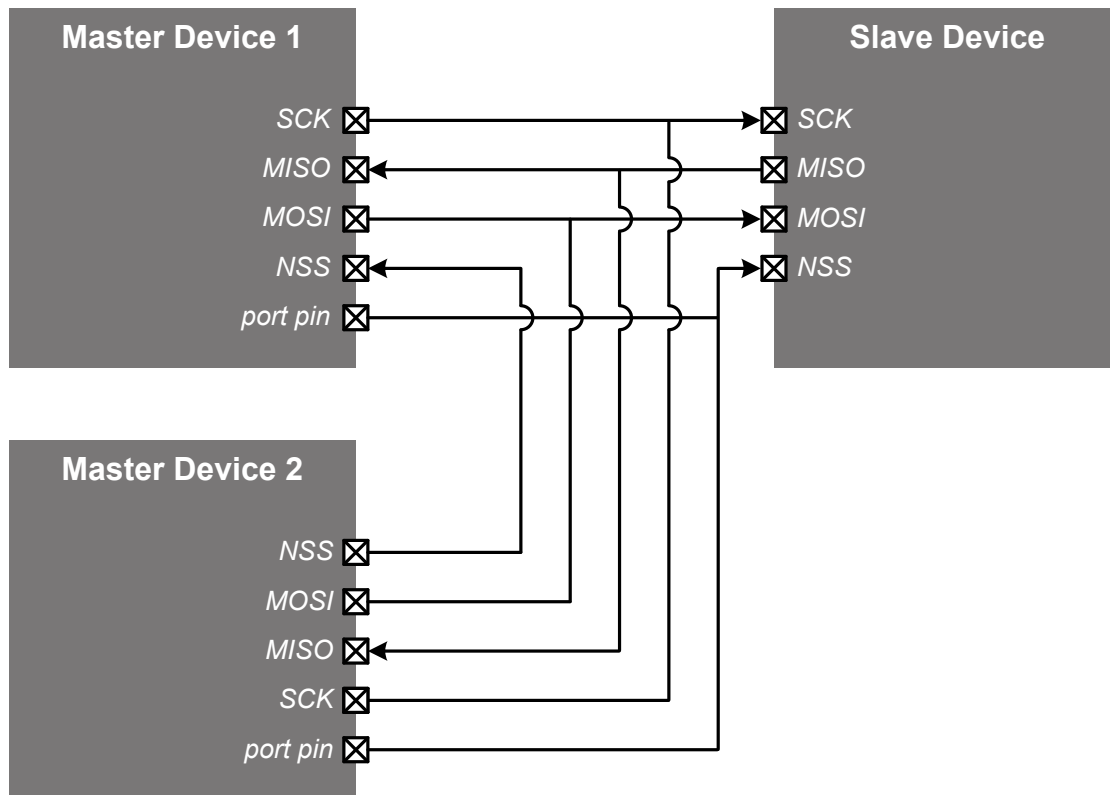 Master Device 1
SCK
MISO
MOSI
NSS
port pin
Slave Device
SCK
MISO
MOSI
NSS
Master Device 2
NSS
MOSI
MISO
SCK
port pin